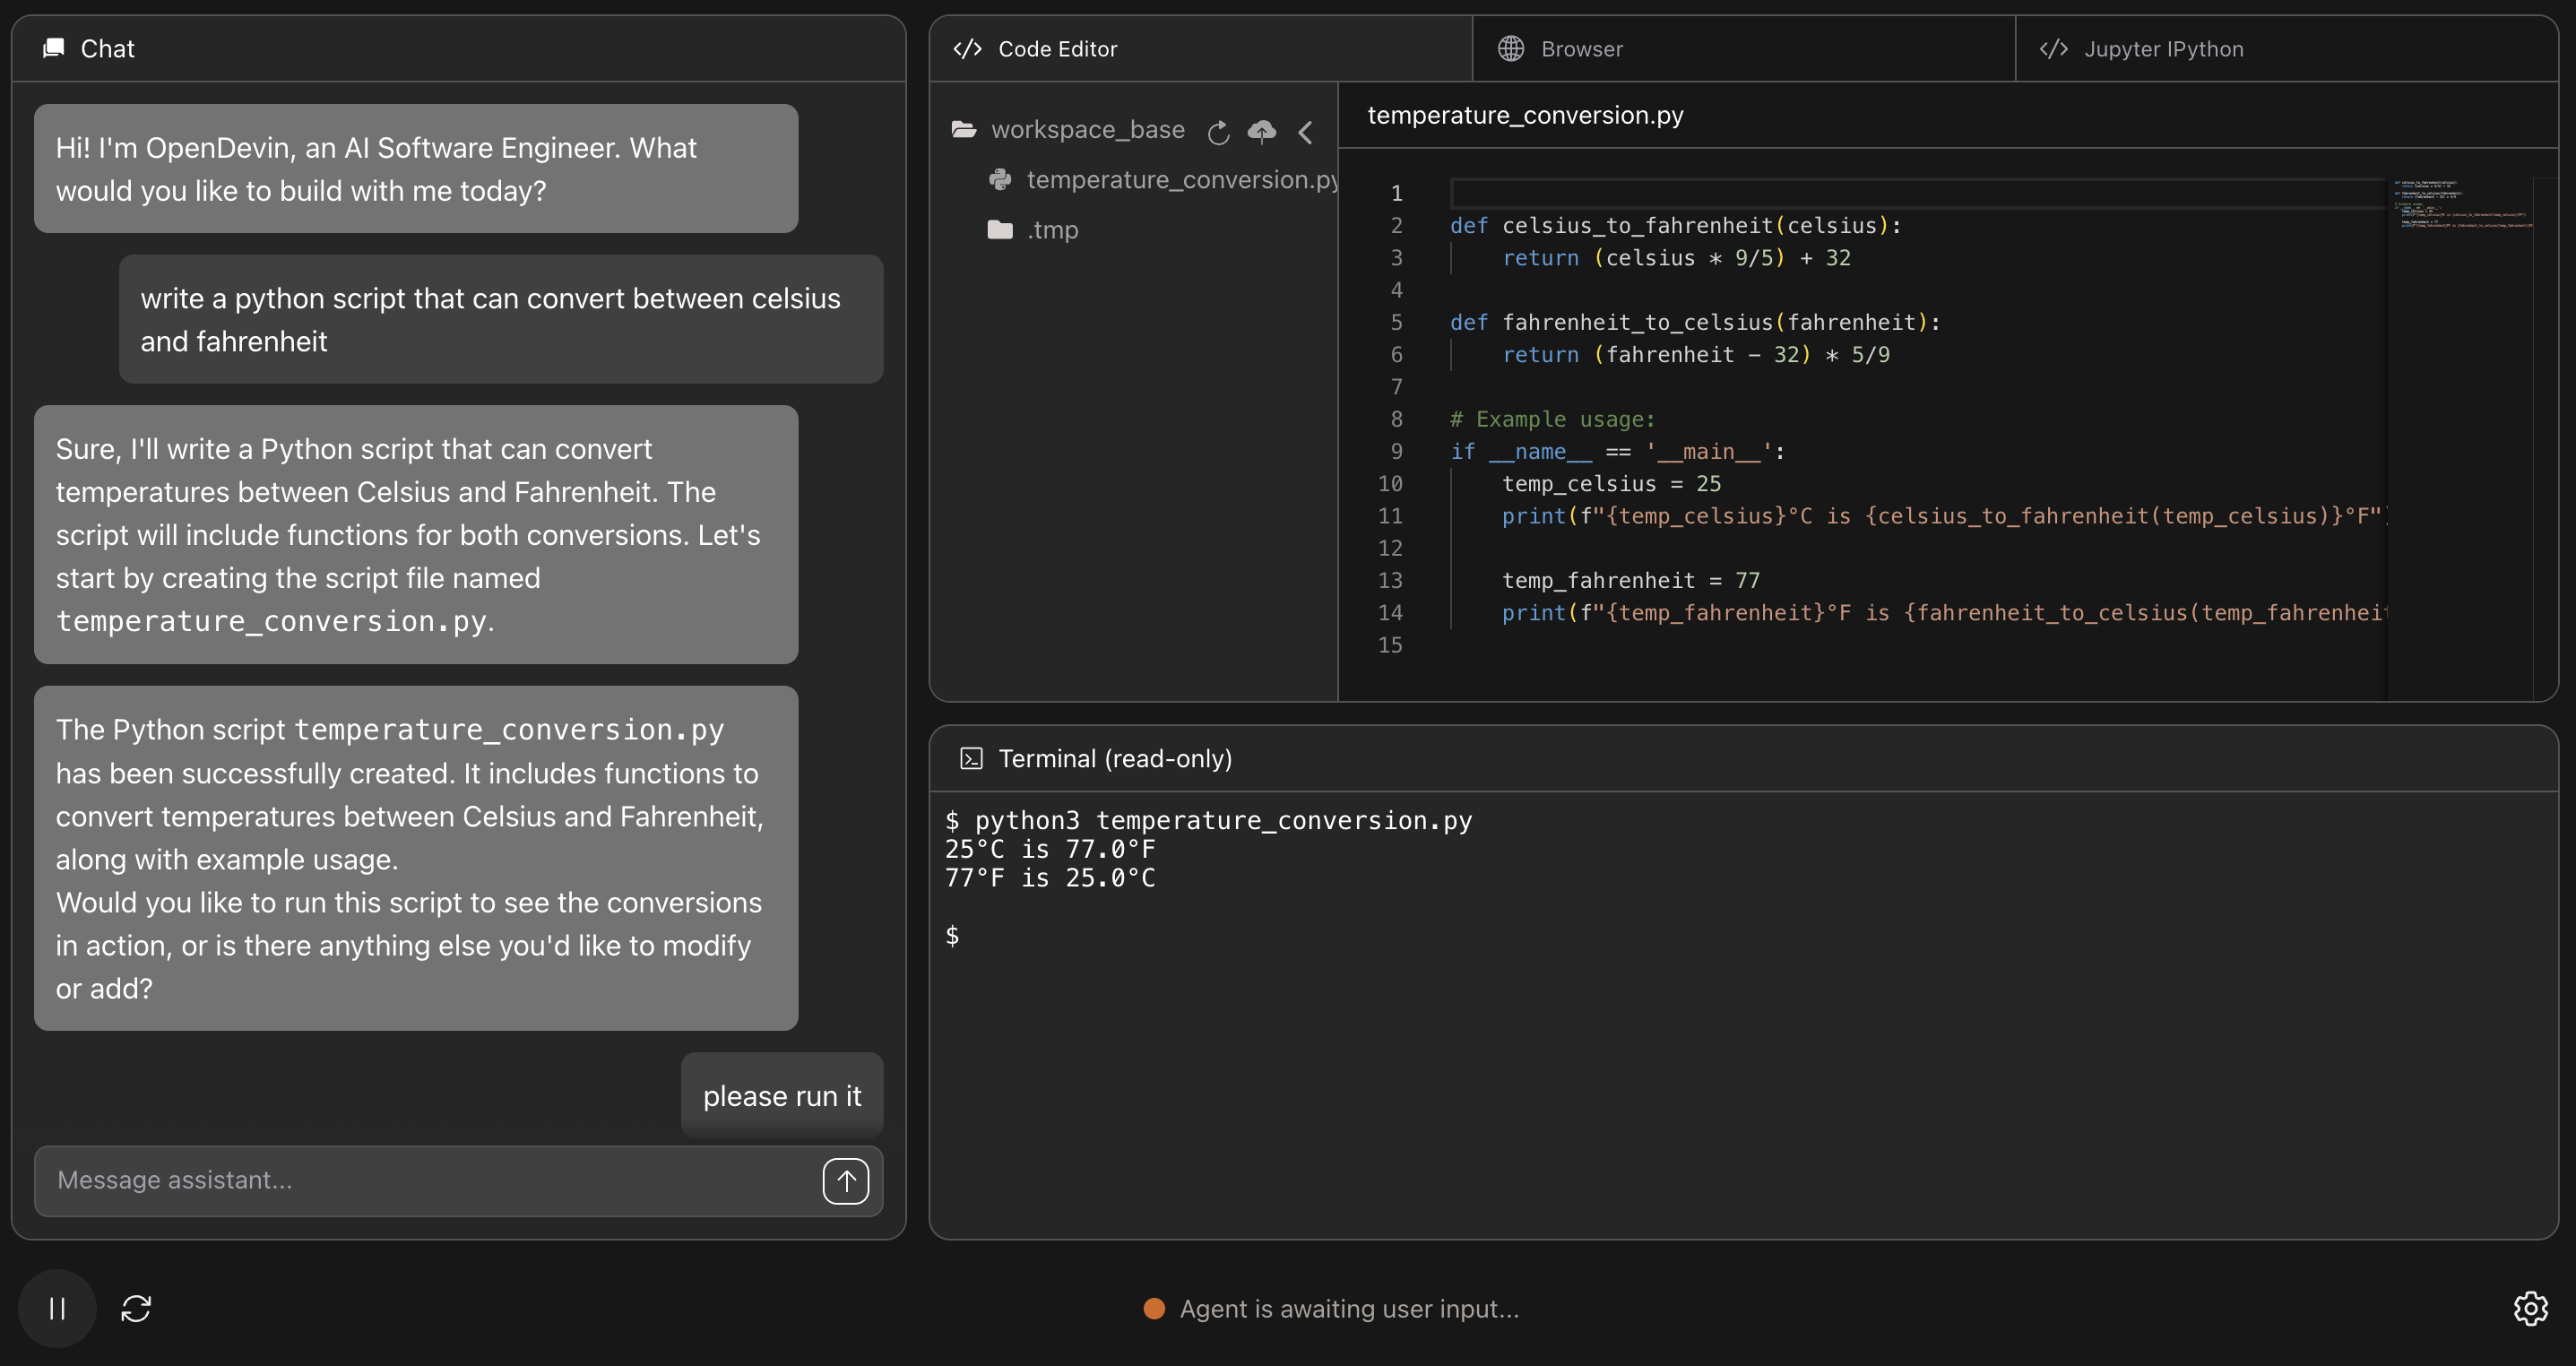 Chat
Hi! I'm OpenDevin, an AI Software Engineer. What
would you like to build with me today?
write a python script that can convert between celsius
and fahrenheit
Sure, I'll write a Python script that can convert
temperatures between Celsius and Fahrenheit. The
script will include functions for both conversions. Let's
start by creating the script file named
temperature_conversion.py.
The Python script temperature_conversion.py
has been successfully created. It includes functions to
convert temperatures between Celsius and Fahrenheit,
along with example usage.
Would you like to run this script to see the conversions
in action, or is there anything else you'd like to modify
or add?
please run it
Message assistant...
Code Editor
Browser
Jupyter IPython
workspace_base
temperature_conversion.py
.tmp
temperature_conversion.py
1
2 def celsius_to_fahrenheit(celsius):
3     return (celsius * 9/5) + 32
4
5 def fahrenheit_to_celsius(fahrenheit):
6     return (fahrenheit - 32) * 5/9
7
8 # Example usage:
9 if __name__ == '__main__':
10     temp_celsius = 25
11     print(f"{temp_celsius}°C is {celsius_to_fahrenheit(temp_celsius)}°F")
12
13     temp_fahrenheit = 77
14     print(f"{temp_fahrenheit}°F is {fahrenheit_to_celsius(temp_fahrenheit
15
Terminal (read-only)
$ python3 temperature_conversion.py
25°C is 77.0°F
77°F is 25.0°C
$
Agent is awaiting user input...